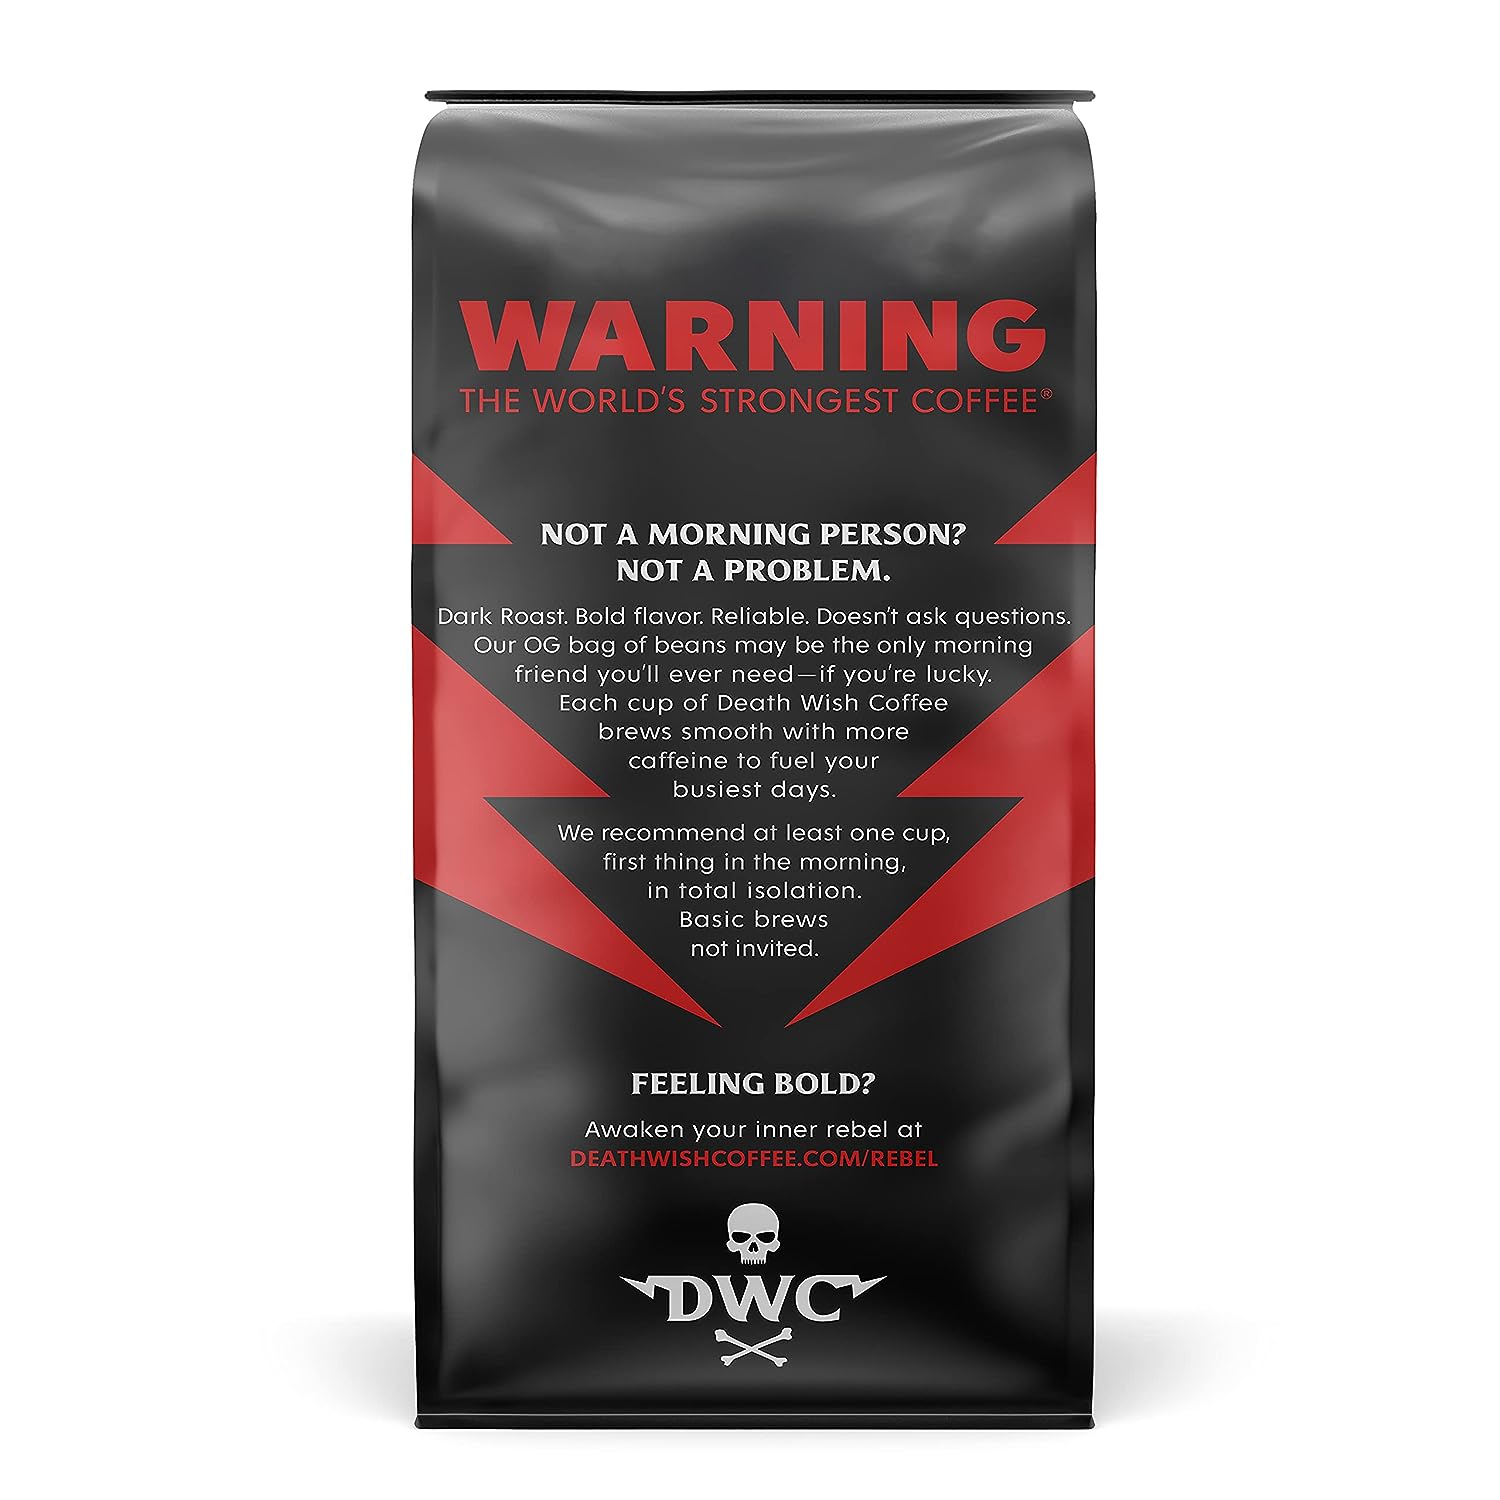 WARNING
THE WORLD'S STRONGEST COFFEE®
NOT A MORNING PERSON?
NOT A PROBLEM.
Dark Roast. Bold flavor. Reliable. Doesn't ask questions.
Our OG bag of beans may be the only morning
friend you'll ever need—if you're lucky.
Each cup of Death Wish Coffee
brews smooth with more
caffeine to fuel your
busiest days.
We recommend at least one cup,
first thing in the morning,
in total isolation.
Basic brews
not invited.
FEELING BOLD?
Awaken your inner rebel at
DEATHWISHCOFFEE.COM/REBEL
DWC